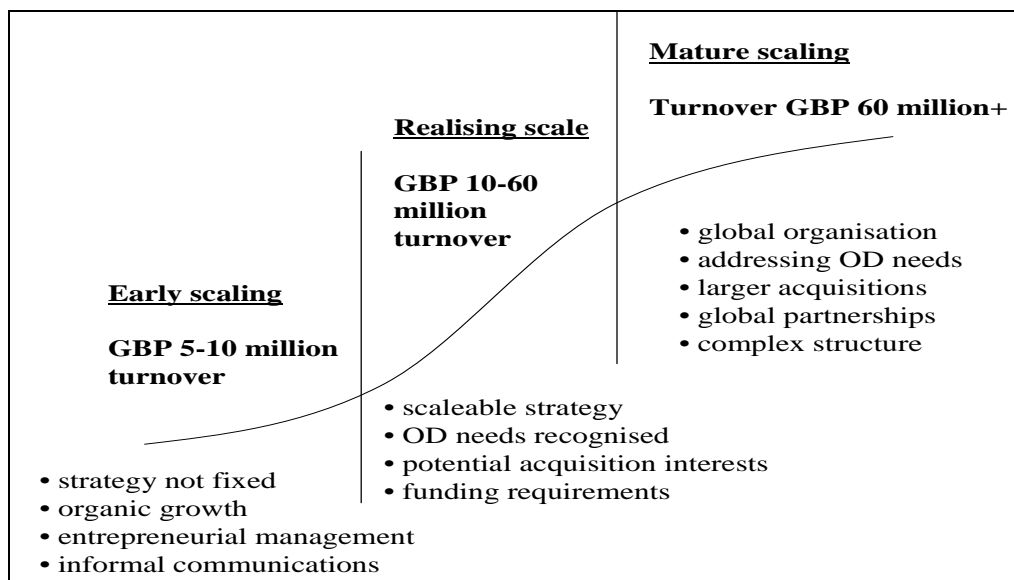 Early scaling
GBP 5-10 million
turnover
• strategy not fixed
• organic growth
• entrepreneurial management
• informal communications
Realising scale
GBP 10-60
million
turnover
• scaleable strategy
• OD needs recognised
• potential acquisition interests
• funding requirements
Mature scaling
Turnover GBP 60 million+
• global organisation
• addressing OD needs
• larger acquisitions
• global partnerships
• complex structure